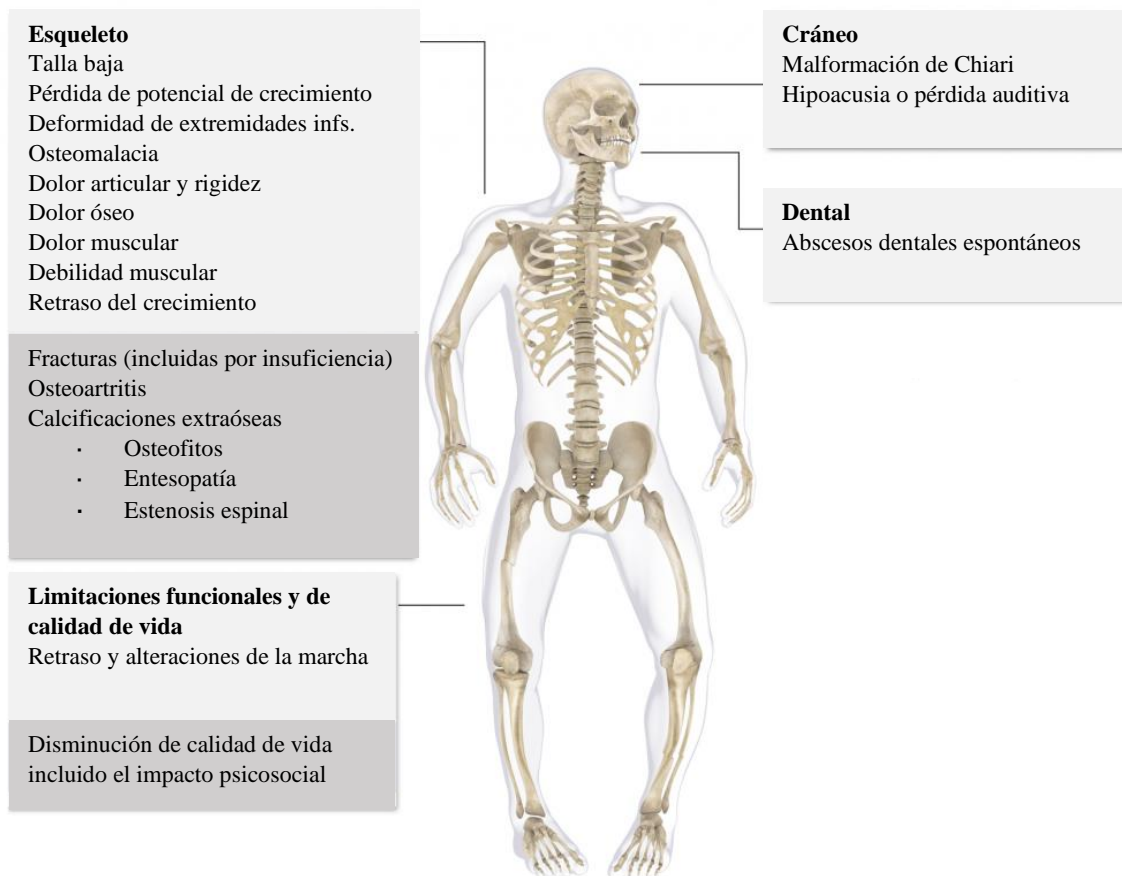 Esqueleto
Talla baja
Pérdida de potencial de crecimiento
Deformidad de extremidades infs.
Osteomalacia
Dolor articular y rigidez
Dolor óseo
Dolor muscular
Debilidad muscular
Retraso del crecimiento
Fracturas (incluidas por insuficiencia)
Osteoartritis
Calcificaciones extraóseas
· Osteofitos
· Entesopatía
· Estenosis espinal
Limitaciones funcionales y de
calidad de vida
Retraso y alteraciones de la marcha
Disminución de calidad de vida
incluido el impacto psicosocial
Cráneo
Malformación de Chiari
Hipoacusia o pérdida auditiva
Dental
Abscesos dentales espontáneos